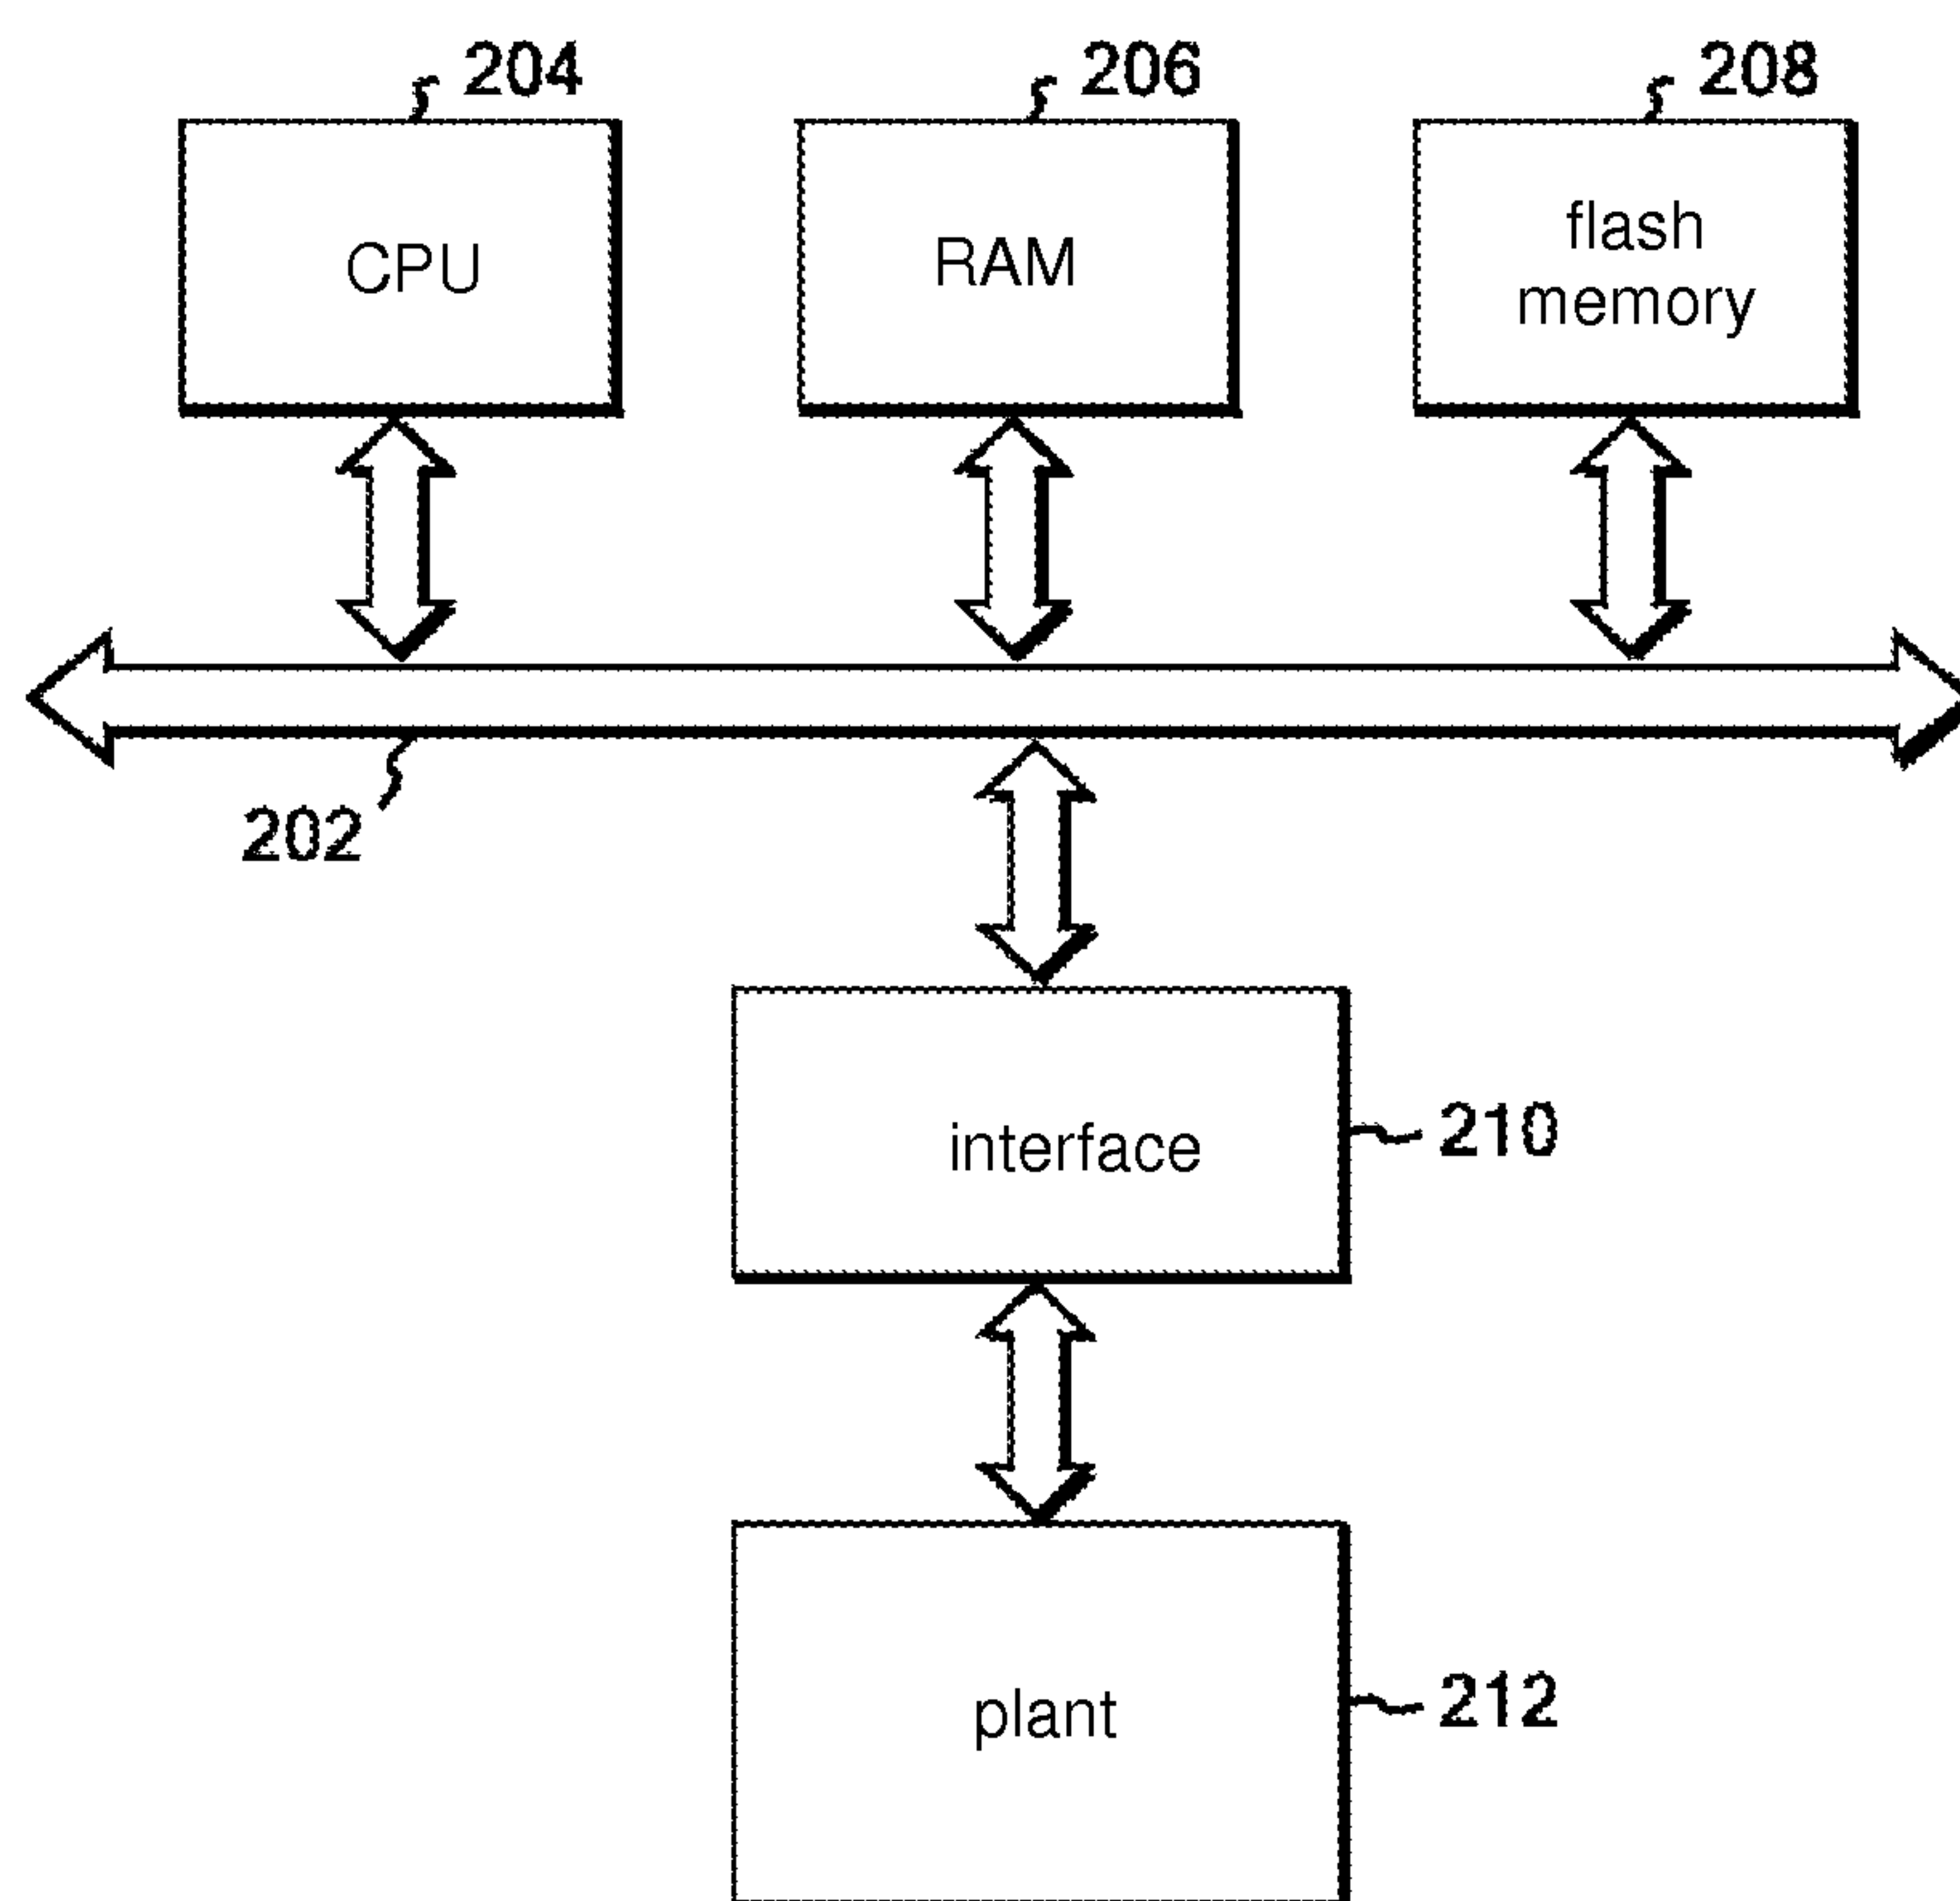 204
206
208
CPU
RAM
flash
memory
202
interface
210
plant
212